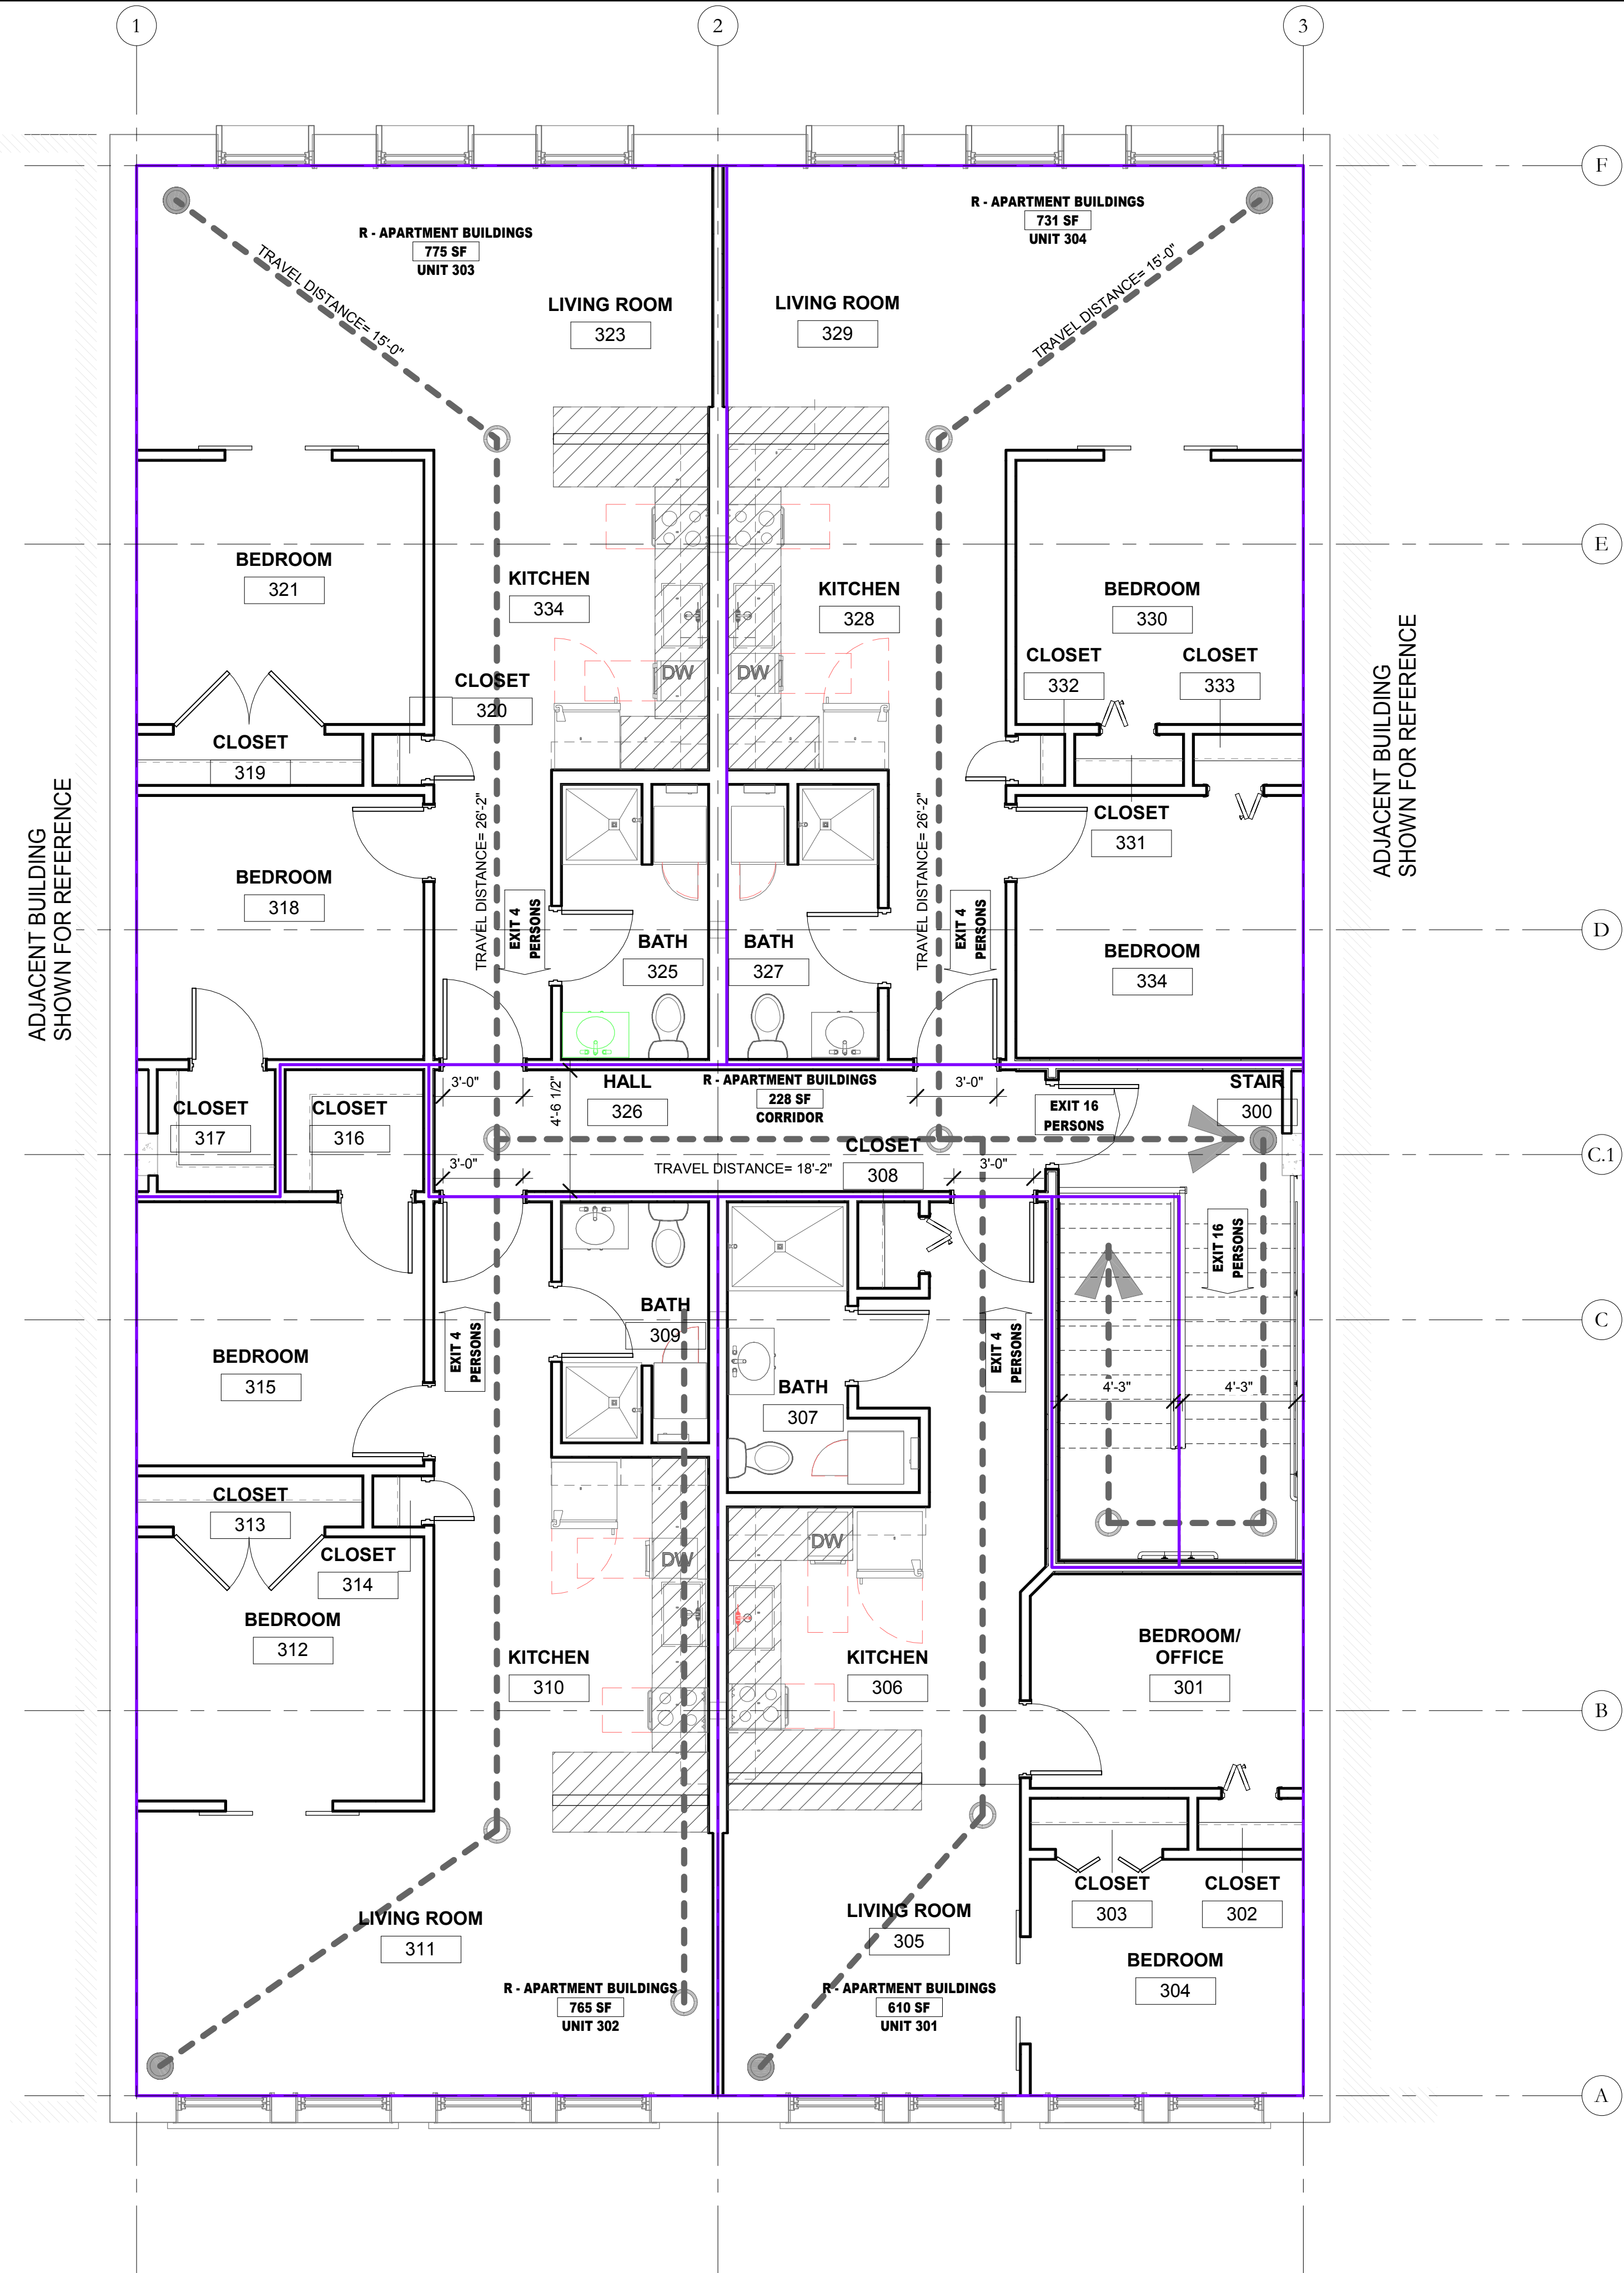 1
2
3
F
R - APARTMENT BUILDINGS
731 SF
UNIT 304
R - APARTMENT BUILDINGS
775 SF
UNIT 303
TRAVEL DISTANCE= 15'-0"
TRAVEL DISTANCE= 15'-0"
LIVING ROOM
323
LIVING ROOM
329
E
BEDROOM
321
KITCHEN
334
KITCHEN
328
BEDROOM
330
CLOSET
332
CLOSET
333
CLOSET
320
DW
DW
CLOSET
319
CLOSET
331
ADJACENT BUILDING
SHOWN FOR REFERENCE
ADJACENT BUILDING
SHOWN FOR REFERENCE
TRAVEL DISTANCE= 26'-2"
TRAVEL DISTANCE= 26'-2"
BEDROOM
318
EXIT 4
PERSONS
EXIT 4
PERSONS
BATH
325
BATH
327
BEDROOM
334
D
3'-0"
4'-6 1/2"
HALL
326
R - APARTMENT BUILDINGS
228 SF
CORRIDOR
3'-0"
EXIT 16
PERSONS
STAIR
300
CLOSET
317
CLOSET
316
C.1
3'-0"
TRAVEL DISTANCE= 18'-2"
CLOSET
308
3'-0"
EXIT 16
PERSONS
BATH
309
C
EXIT 4
PERSONS
EXIT 4
PERSONS
BEDROOM
315
BATH
307
4'-3"
4'-3"
CLOSET
313
CLOSET
314
DW
DW
BEDROOM
312
KITCHEN
310
KITCHEN
306
BEDROOM/
OFFICE
301
B
CLOSET
303
CLOSET
302
LIVING ROOM
311
LIVING ROOM
305
BEDROOM
304
R - APARTMENT BUILDINGS
765 SF
UNIT 302
R - APARTMENT BUILDINGS
610 SF
UNIT 301
A